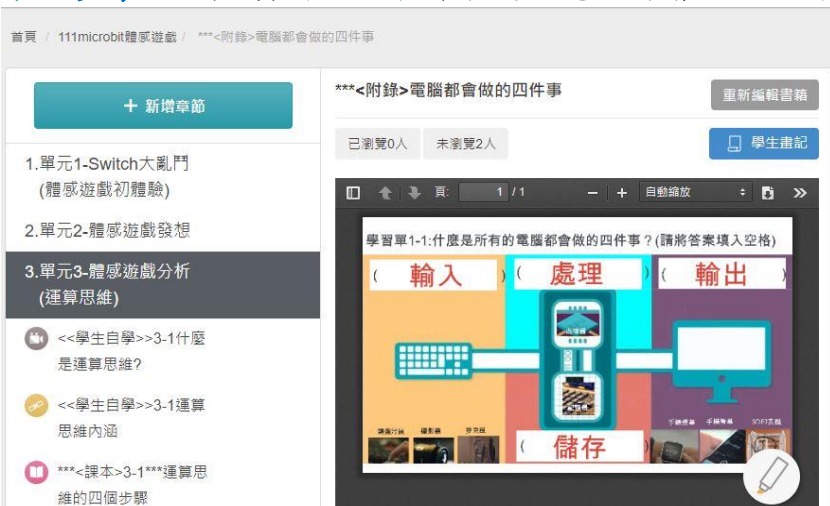 首頁 / 111microbit體感遊戲 / ***<附錄>電腦都會做的四件事
+ 新增章節
1.單元1-Switch大亂鬥
(體感遊戲初體驗)
2.單元2-體感遊戲發想
3.單元3-體感遊戲分析
(運算思維)
<<學生自學>>3-1什麼
是運算思維?
<<學生自學>>3-1運算
思維內涵
***<課本>3-1***運算思
維的四個步驟
***<附錄>電腦都會做的四件事
重新編輯書籍
已瀏覽0人 未瀏覽2人
學生畫記
頁: 1 / 1 − + 自動縮放
學習單1-1:什麼是所有的電腦都會做的四件事?(請將答案填入空格)
( 輸入 ) ( 處理 ) ( 輸出 )
處理器
麥克風
( 儲存